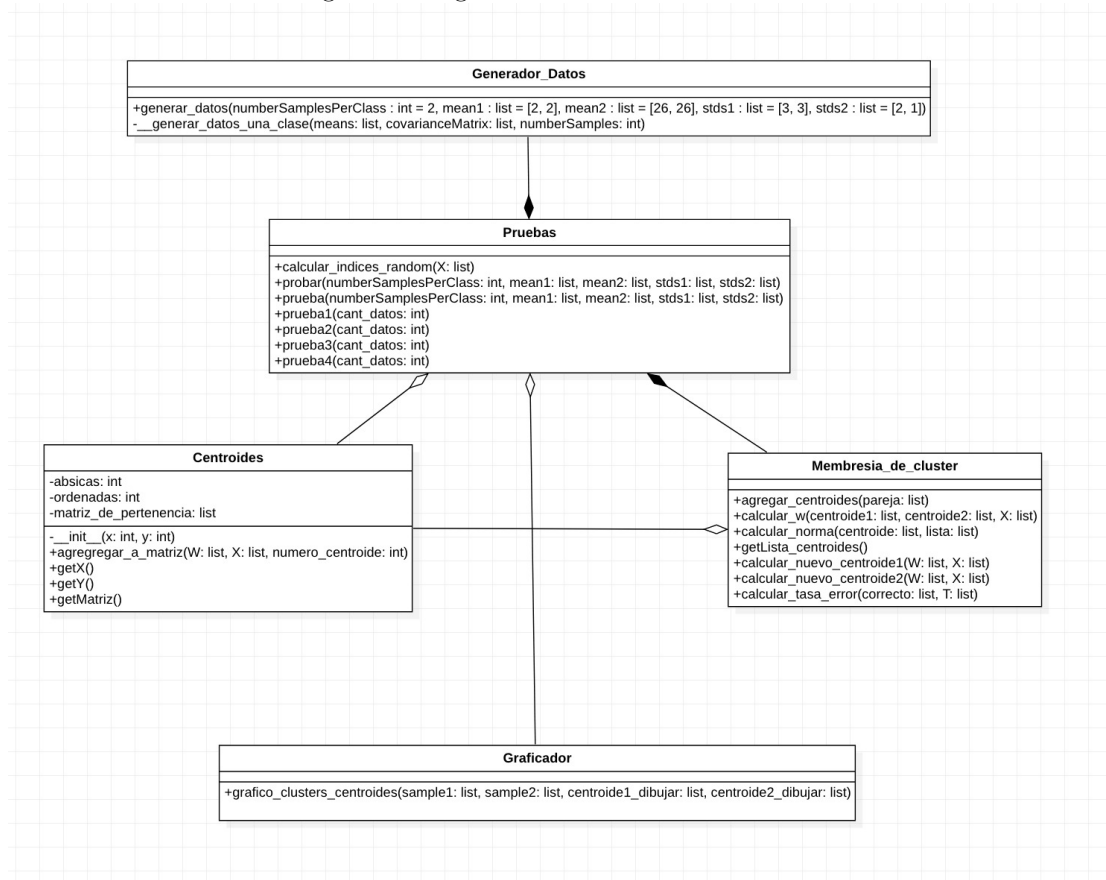 Generador_Datos
+generar_datos(numberSamplesPerClass : int = 2, mean1 : list = [2, 2], mean2 : list = [26, 26], stds1 : list = [3, 3], stds2 : list = [2, 1])
-__generar_datos_una_clase(means: list, covarianceMatrix: list, numberSamples: int)
Pruebas
+calcular_indices_random(X: list)
+probar(numberSamplesPerClass: int, mean1: list, mean2: list, stds1: list, stds2: list)
+prueba(numberSamplesPerClass: int, mean1: list, mean2: list, stds1: list, stds2: list)
+prueba1(cant_datos: int)
+prueba2(cant_datos: int)
+prueba3(cant_datos: int)
+prueba4(cant_datos: int)
Centroides
-absicas: int
-ordenadas: int
-matriz_de_pertenencia: list
-__init__(x: int, y: int)
+agregregar_a_matriz(W: list, X: list, numero_centroide: int)
+getX()
+getY()
+getMatriz()
Membresia_de_cluster
+agregar_centroides(pareja: list)
+calcular_w(centroide1: list, centroide2: list, X: list)
+calcular_norma(centroide: list, lista: list)
+getLista_centroides()
+calcular_nuevo_centroide1(W: list, X: list)
+calcular_nuevo_centroide2(W: list, X: list)
+calcular_tasa_error(correcto: list, T: list)
Graficador
+grafico_clusters_centroides(sample1: list, sample2: list, centroide1_dibujar: list, centroide2_dibujar: list)